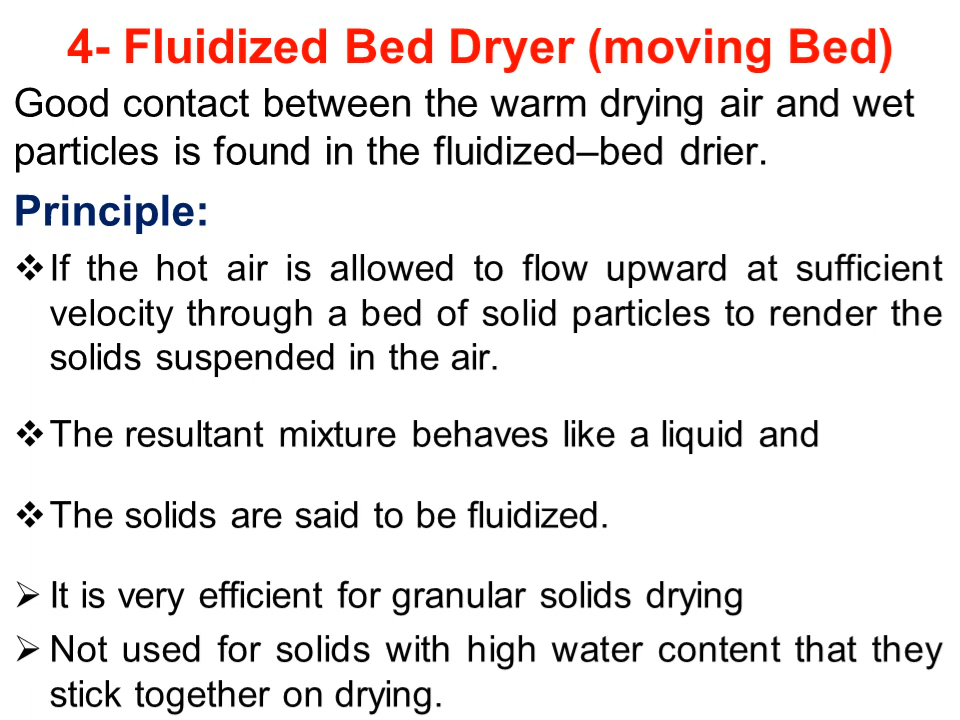 4- Fluidized Bed Dryer (moving Bed)
Good contact between the warm drying air and wet
particles is found in the fluidized–bed drier.
Principle:
❖If the hot air is allowed to flow upward at sufficient
velocity through a bed of solid particles to render the
solids suspended in the air.
❖The resultant mixture behaves like a liquid and
❖The solids are said to be fluidized.
➢It is very efficient for granular solids drying
➢Not used for solids with high water content that they
stick together on drying.